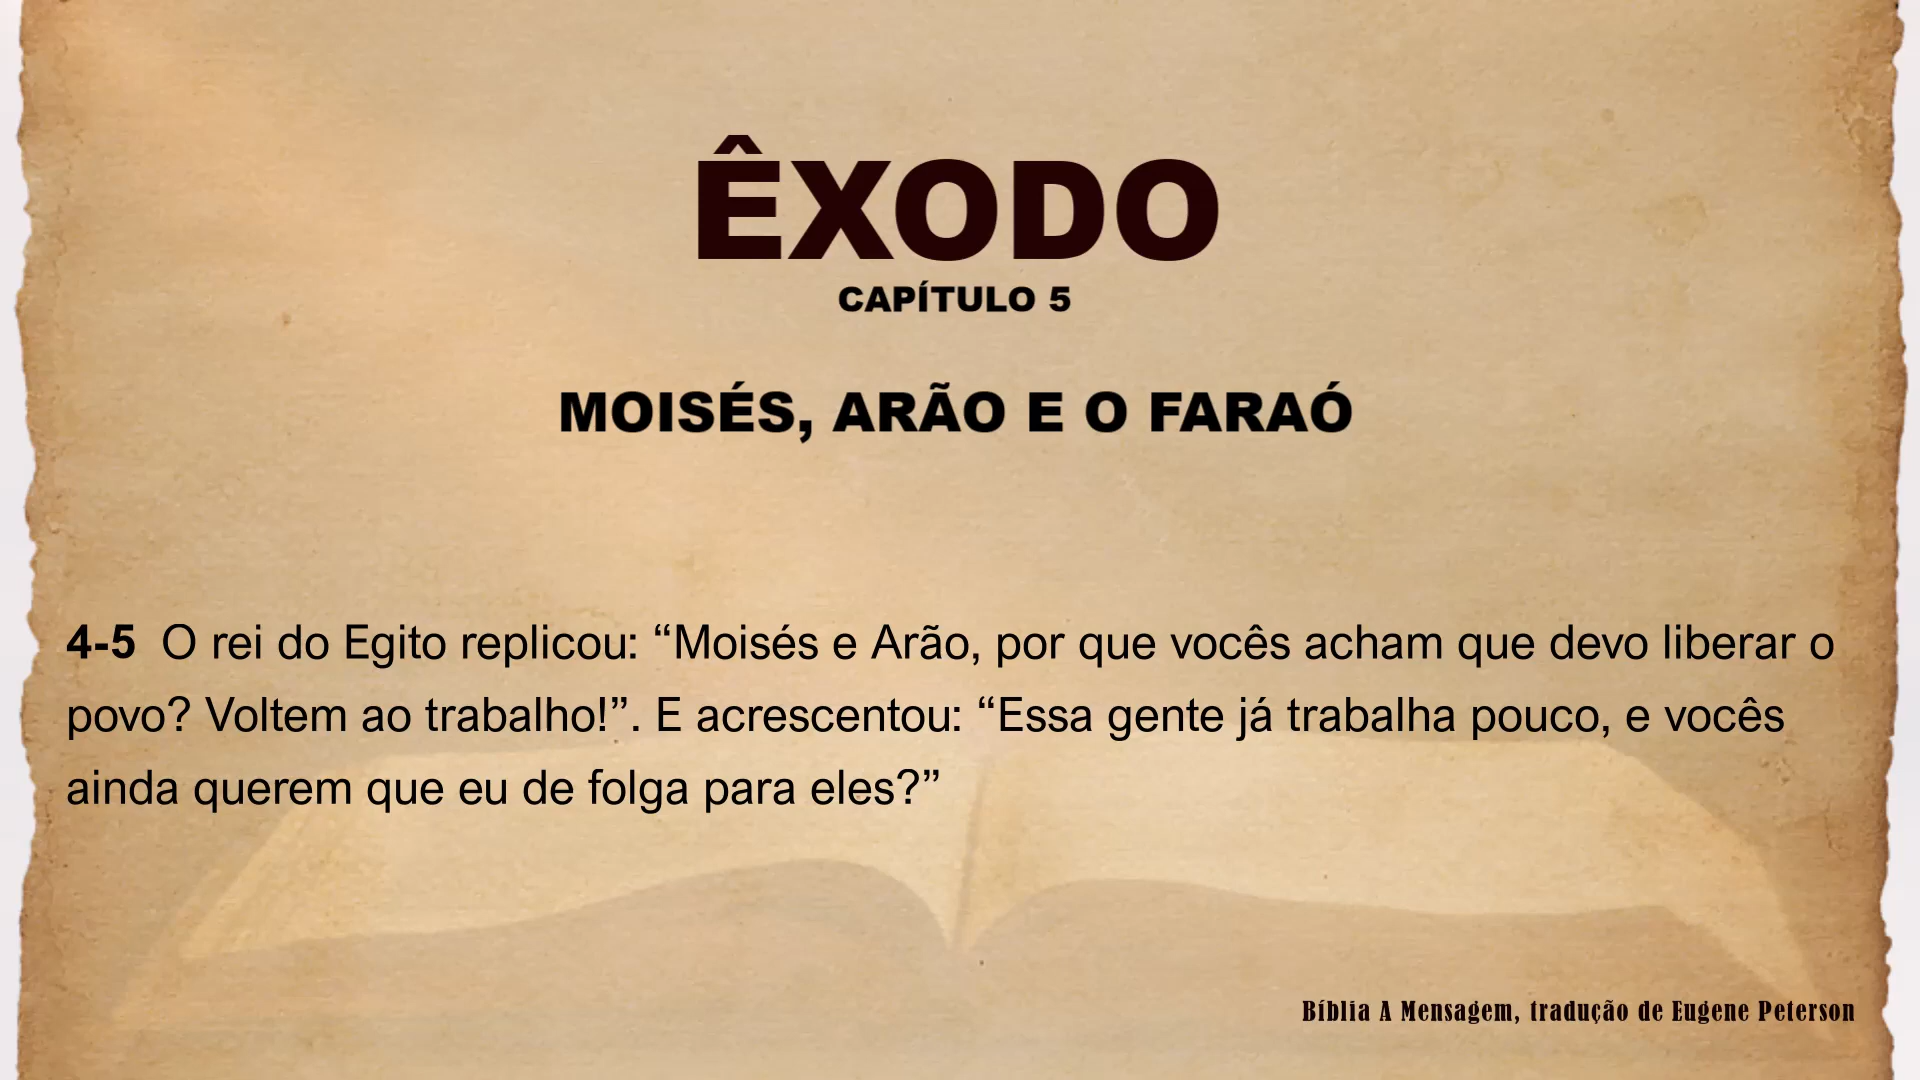 ÊXODO
CAPÍTULO 5
MOISÉS, ARÃO E O FARAÓ
4-5 O rei do Egito replicou: “Moisés e Arão, por que vocês acham que devo liberar o
povo? Voltem ao trabalho!”. E acrescentou: “Essa gente já trabalha pouco, e vocês
ainda querem que eu de folga para eles?”
Bíblia A Mensagem, tradução de Eugene Peterson